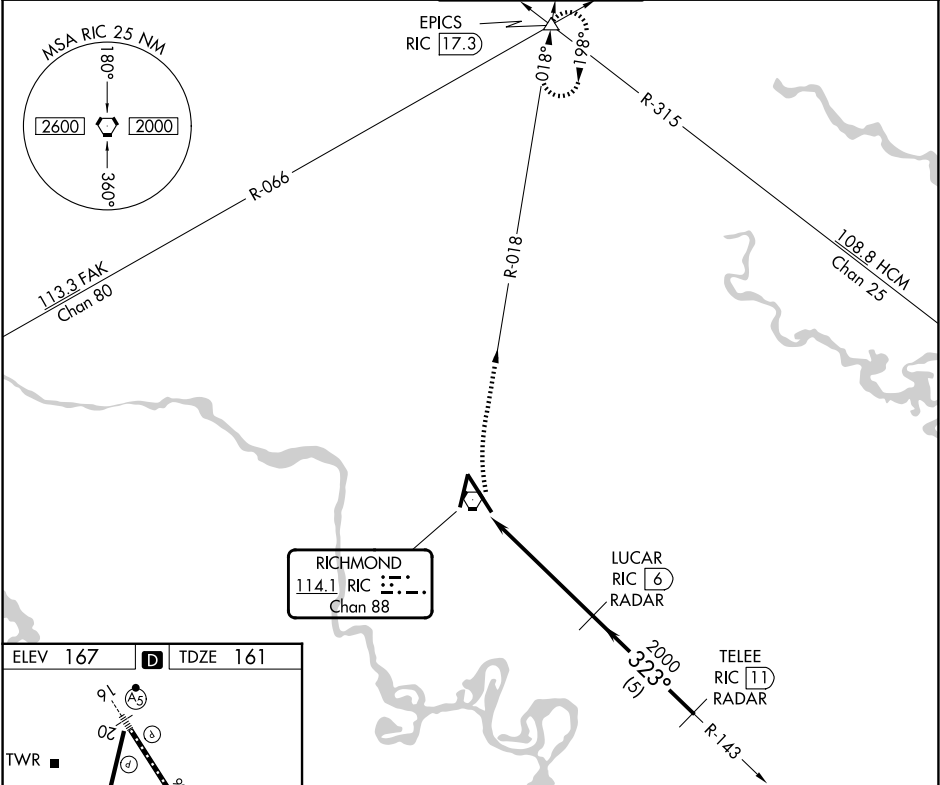 EPICS
RIC 17.3
MSA RIC 25 NM
180°
2600
2000
360°
018°
198°
R-315
R-066
R-018
113.3 FAK
Chan 80
108.8 HCM
Chan 25
RICHMOND
114.1 RIC
Chan 88
LUCAR
RIC 6
RADAR
2000
323°
(5)
TELEE
RIC 11
RADAR
R-143
ELEV 167 D TDZE 161
16
A5
20
P
P
TWR